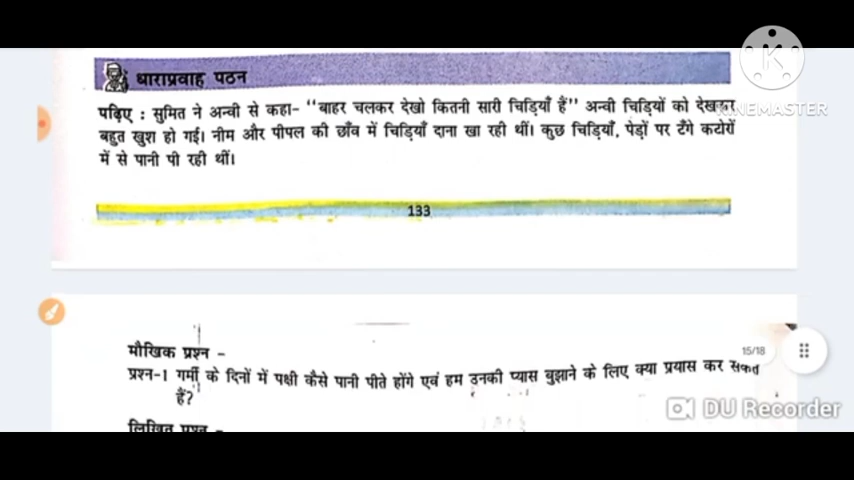 KINEMASTER
धाराप्रवाह पठन
पढ़िए : सुमित ने अन्वी से कहा- "बाहर चलकर देखो कितनी सारी चिड़ियाँ हैं" अन्वी चिड़ियों को देखकर
बहुत खुश हो गई। नीम और पीपल की छाँव में चिड़ियाँ दाना खा रही थीं। कुछ चिड़ियाँ, पेड़ों पर टँगे कटोरों
में से पानी पी रही थीं।
133
मौखिक प्रश्न -
प्रश्न-1 गर्मी के दिनों में पक्षी कैसे पानी पीते होंगे एवं हम उनकी प्यास बुझाने के लिए क्या प्रयास कर सकते
हैं?
15/18
DU Recorder
लिखित प्रश्न -